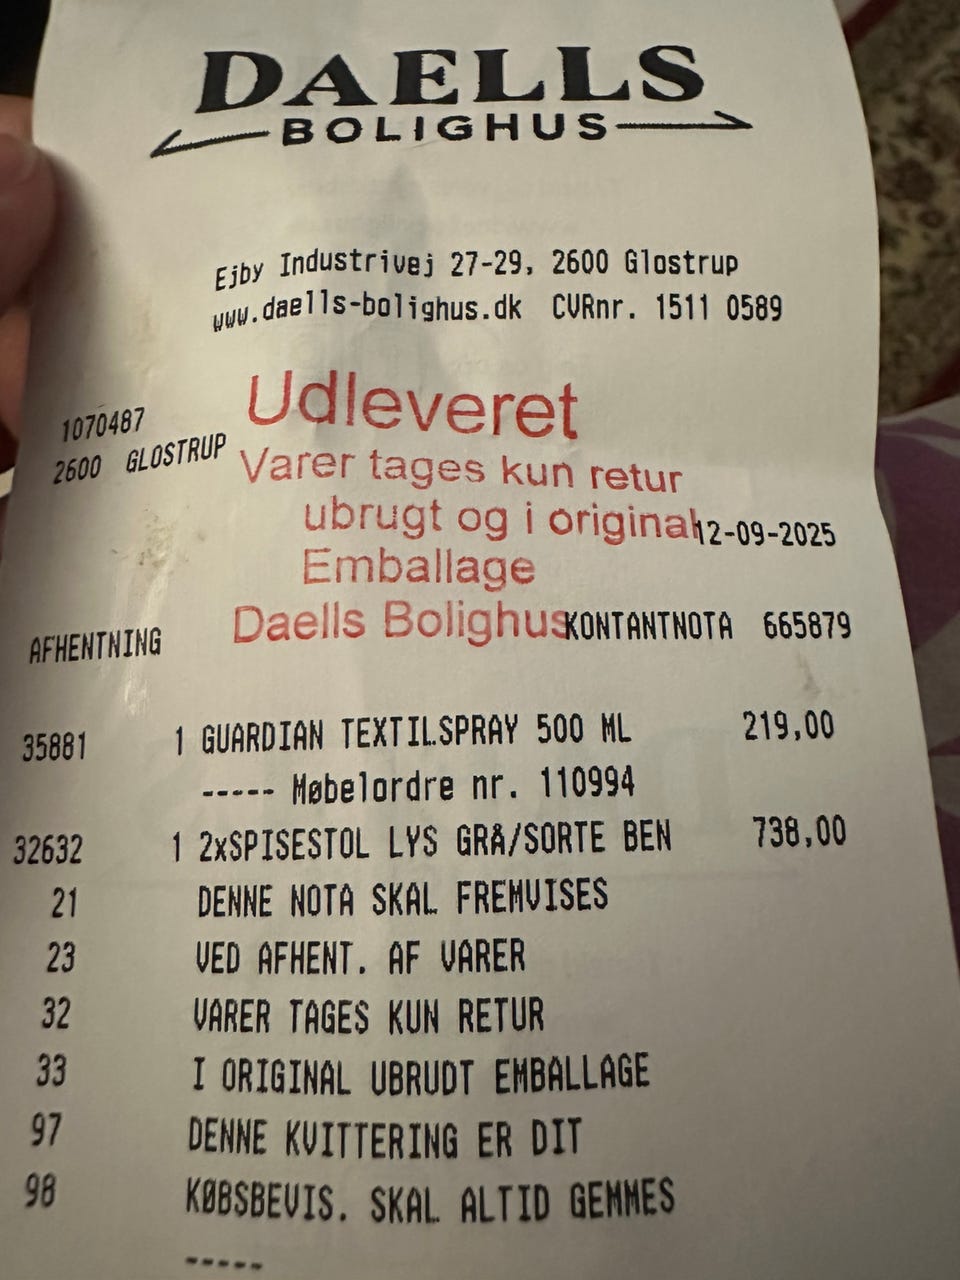 DAELLS
BOLIGHUS
Ejby Industrivej 27-29, 2600 Glostrup
www.daells-bolighus.dk CVRnr. 1511 0589
Udleveret
1070487
2600 GLOSTRUP
Varer tages kun retur
ubrugt og i original
12-09-2025
Emballage
Daells Bolighus
KONTANTNOTA 665879
AFHENTNING
35881 1 GUARDIAN TEXTILSPRAY 500 ML 219,00
----- Møbelordre nr. 110994
32632 1 2xSPISESTOL LYS GRÅ/SORTE BEN 738,00
21 DENNE NOTA SKAL FREMVISES
23 VED AFHENT. AF VARER
32 VARER TAGES KUN RETUR
33 I ORIGINAL UBRUDT EMBALLAGE
97 DENNE KVITTERING ER DIT
98 KØBSBEVIS. SKAL ALTID GEMMES
-----